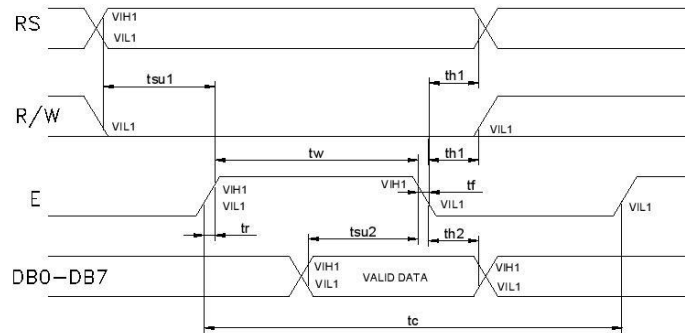 RS
VIH1
VIL1
tsu1
th1
R/W
VIL1
th1
VIL1
tw
E
VIH1
VIL1
VIH1
tf
VIL1
VIL1
tr
tsu2
th2
DB0-DB7
VIH1
VIL1
VALID DATA
VIH1
VIL1
tc